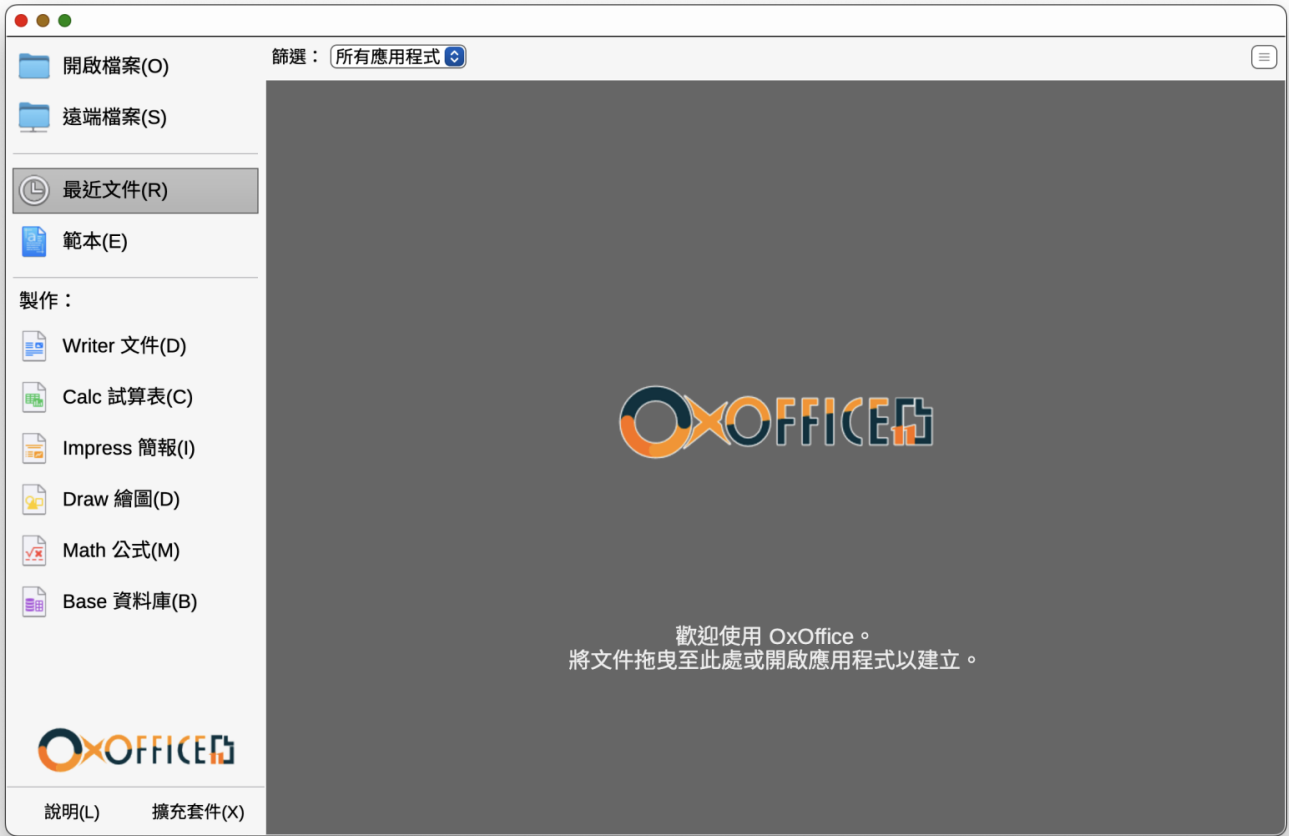 開啟檔案(O)
遠端檔案(S)
最近文件(R)
範本(E)
製作：
Writer 文件(D)
Calc 試算表(C)
Impress 簡報(I)
Draw 繪圖(D)
Math 公式(M)
Base 資料庫(B)
OXOFFICE
說明(L) 擴充套件(X)
篩選： 所有應用程式
OXOFFICE 11
歡迎使用 OxOffice。
將文件拖曳至此處或開啟應用程式以建立。